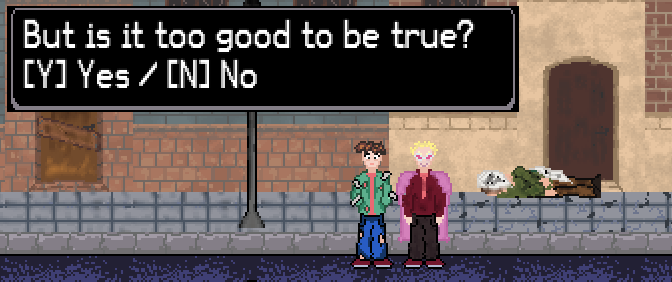 But is it too good to be true?
[Y] Yes / [N] No